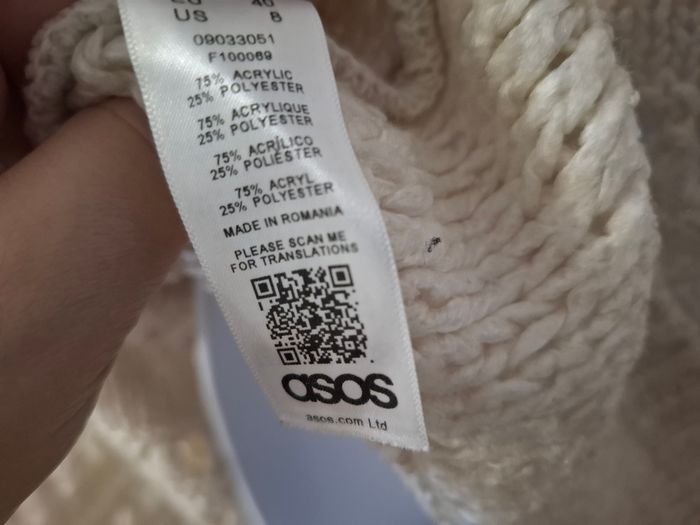 US 8
09033051
F100069
75% ACRYLIC
25% POLYESTER
75% ACRYLIQUE
25% POLYESTER
75% ACRÍLICO
25% POLIÉSTER
75% ACRYL
25% POLYESTER
MADE IN ROMANIA
PLEASE SCAN ME
FOR TRANSLATIONS
asos
asos.com Ltd